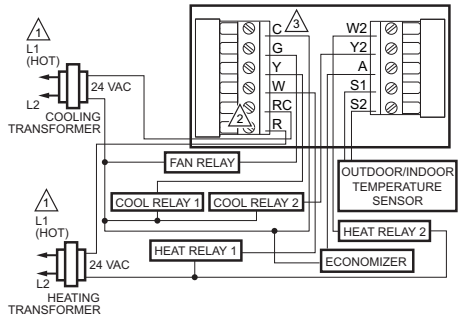 1
L1
(HOT)
L2
24 VAC
COOLING
TRANSFORMER
3
C
G
Y
W
RC
R
2
W2
Y2
A
S1
S2
FAN RELAY
OUTDOOR/INDOOR
TEMPERATURE
SENSOR
COOL RELAY 1
COOL RELAY 2
1
L1
(HOT)
L2
24 VAC
HEATING
TRANSFORMER
HEAT RELAY 1
HEAT RELAY 2
ECONOMIZER